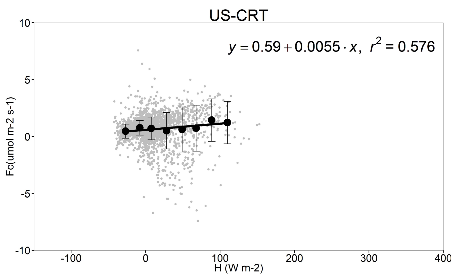 US-CRT
y = 0.59 + 0.0055 · x, r² = 0.576
10
5
0
-5
-10
Fc(umol m-2 s-1)
-100 0 100 200 300 400
H (W m-2)